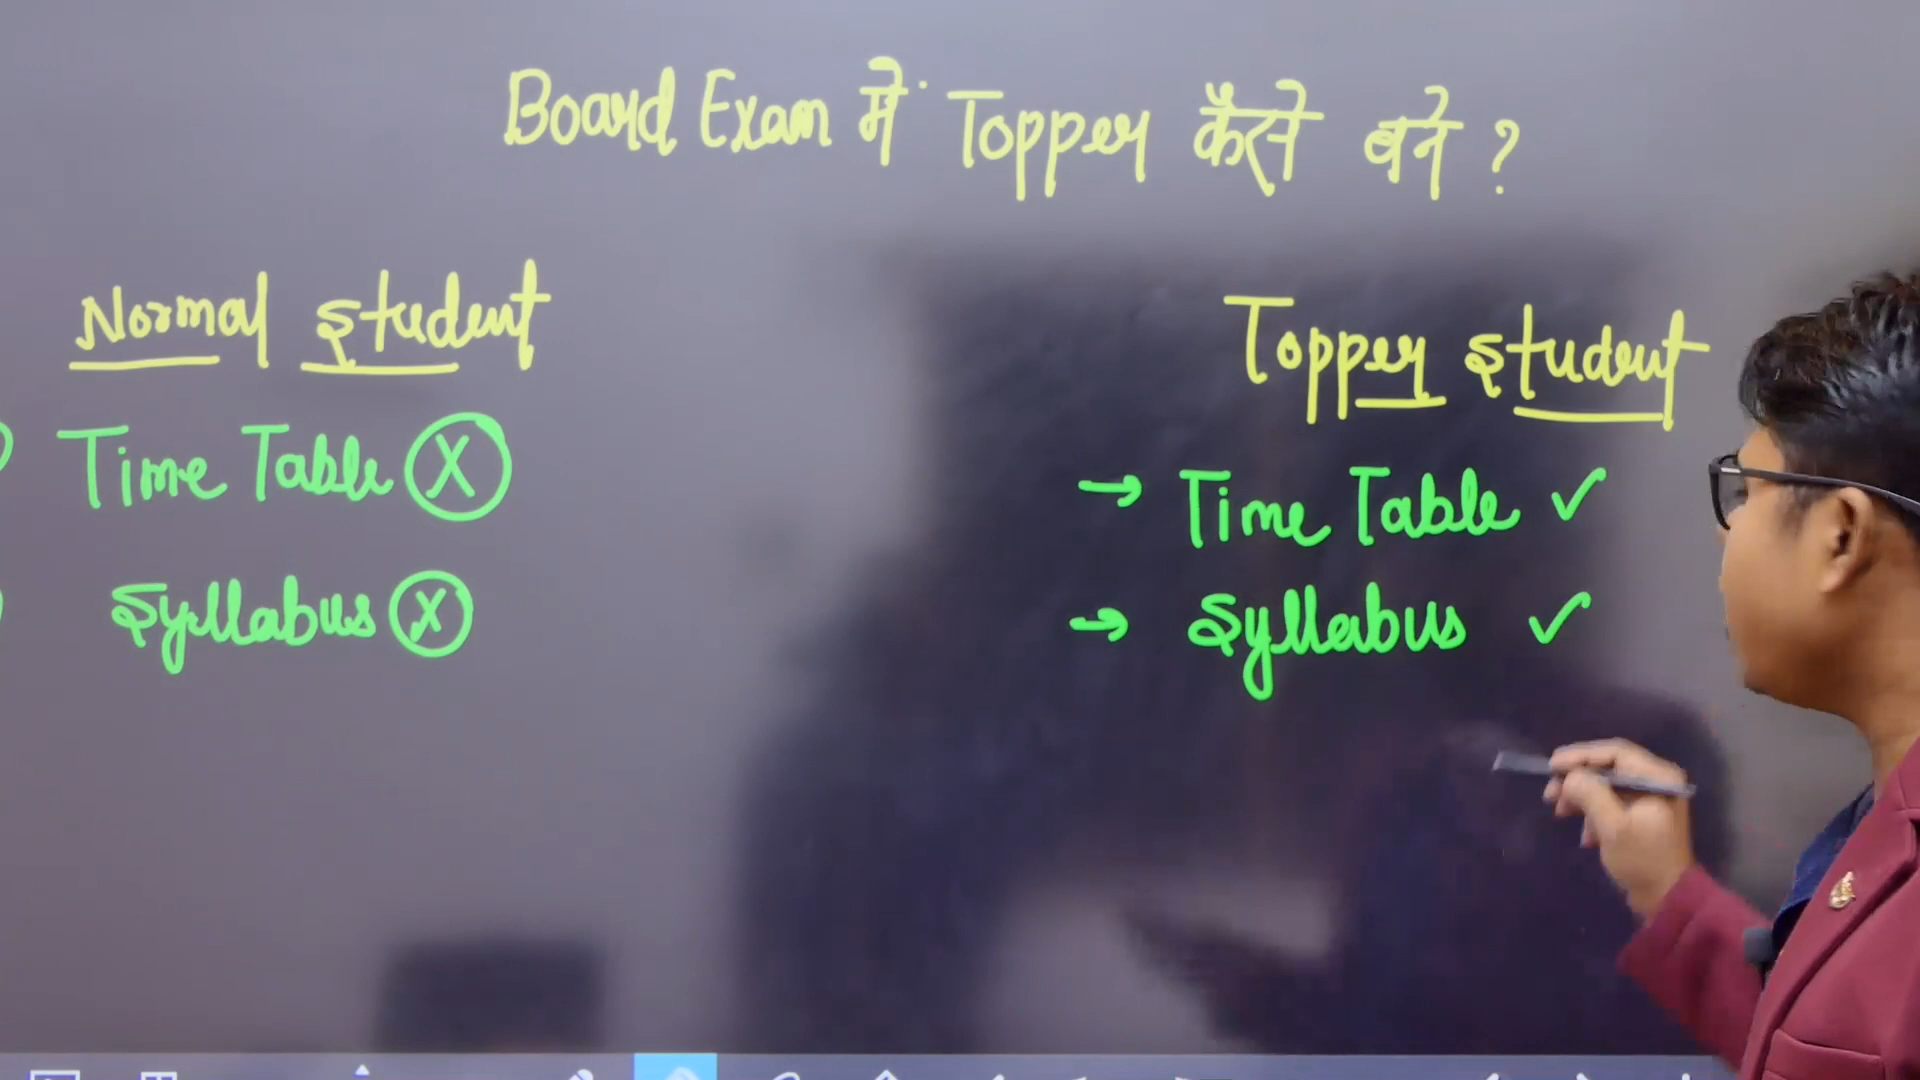 Board Exam में Topper कैसे बने ?
Normal Student
Time Table X
Syllabus X
Topper Student
→ Time Table ✓
→ Syllabus ✓